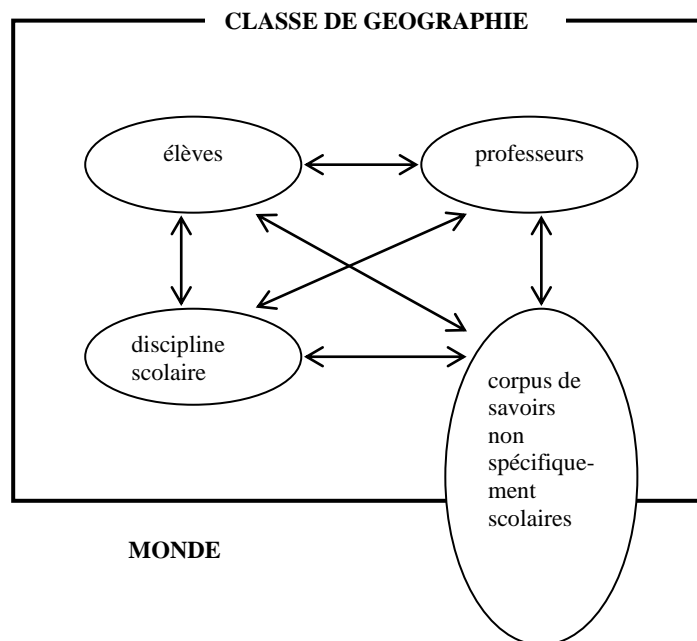 CLASSE DE GEOGRAPHIE
élèves
professeurs
discipline
scolaire
corpus de
savoirs
non
spécifique-
ment
scolaires
MONDE